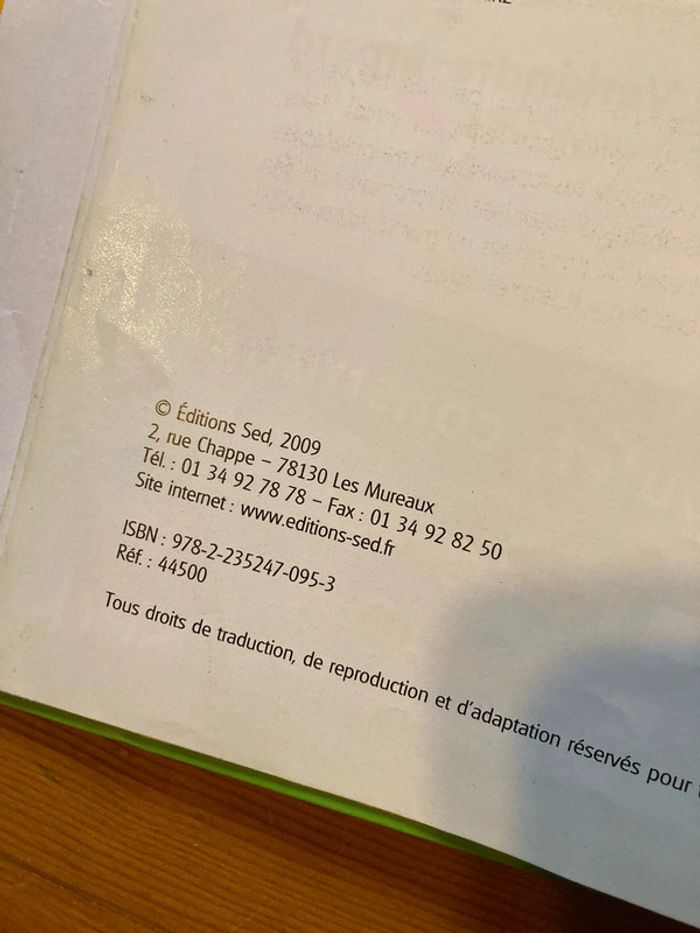 © Éditions Sed, 2009
2, rue Chappe – 78130 Les Mureaux
Tél. : 01 34 92 78 78 – Fax : 01 34 92 82 50
Site internet : www.editions-sed.fr
ISBN : 978-2-235247-095-3
Réf. : 44500
Tous droits de traduction, de reproduction et d'adaptation réservés pour